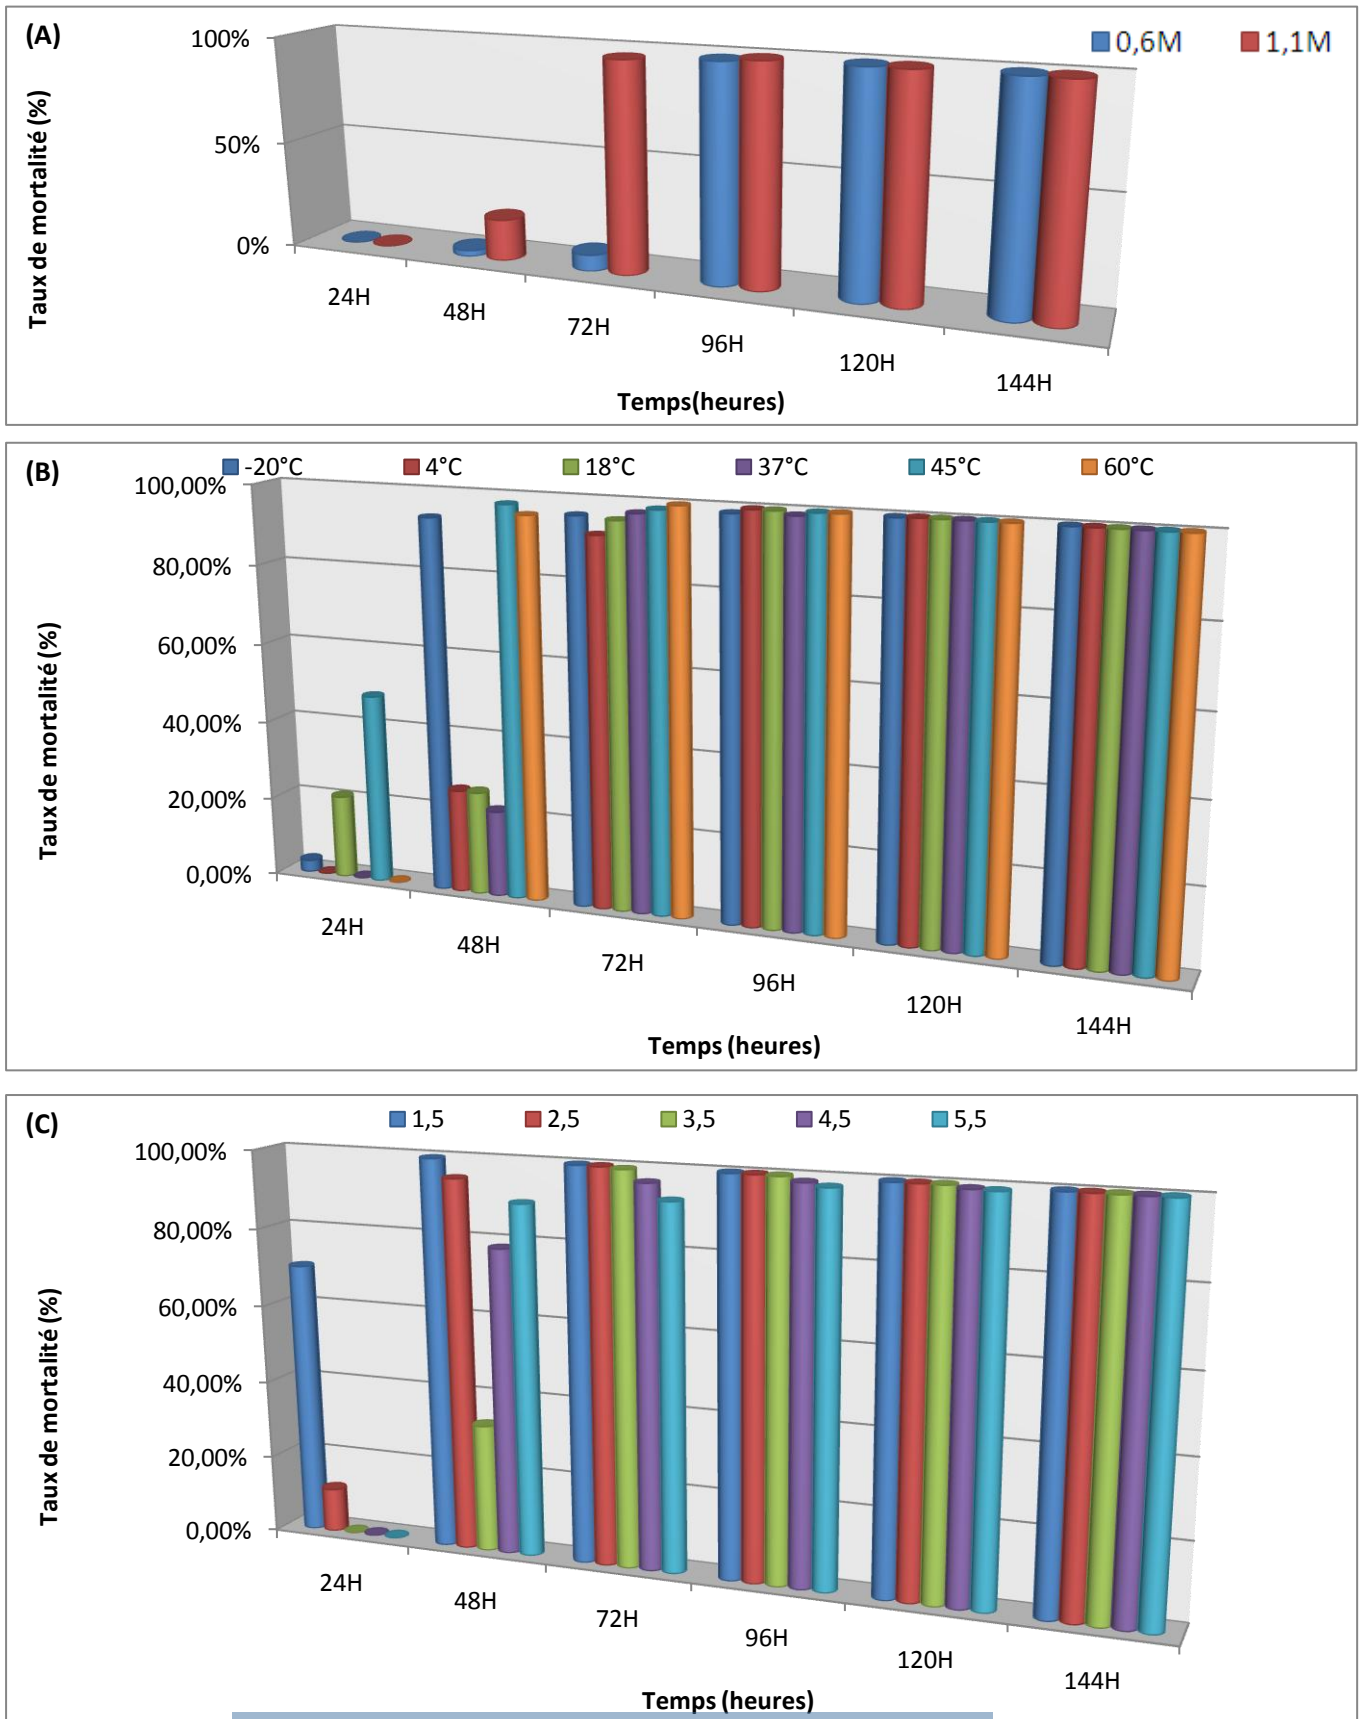 (A)
0,6M 1,1M
100%
50%
0%
Taux de mortalité (%)
24H 48H 72H 96H 120H 144H
Temps(heures)
(B)
-20°C 4°C 18°C 37°C 45°C 60°C
100,00%
80,00%
60,00%
40,00%
20,00%
0,00%
Taux de mortalité (%)
24H 48H 72H 96H 120H 144H
Temps (heures)
(C)
1,5 2,5 3,5 4,5 5,5
100,00%
80,00%
60,00%
40,00%
20,00%
0,00%
Taux de mortalité (%)
24H 48H 72H 96H 120H 144H
Temps (heures)